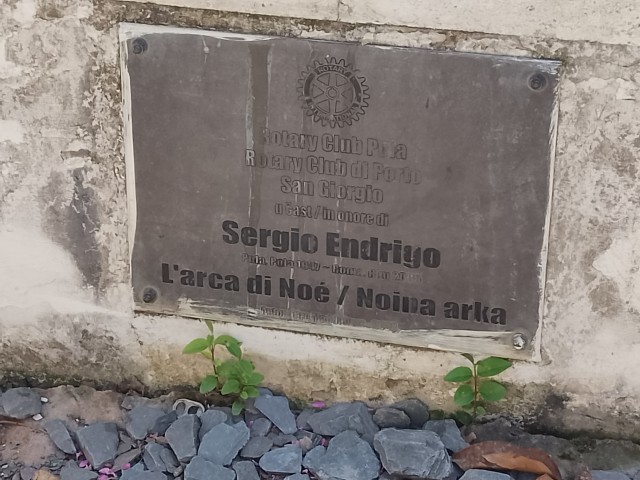 ROTARY
Rotary Club Pula
Rotary Club di Porto
San Giorgio
u čast / in onore di
Sergio Endrigo
L'arca di Noé / Noina arka